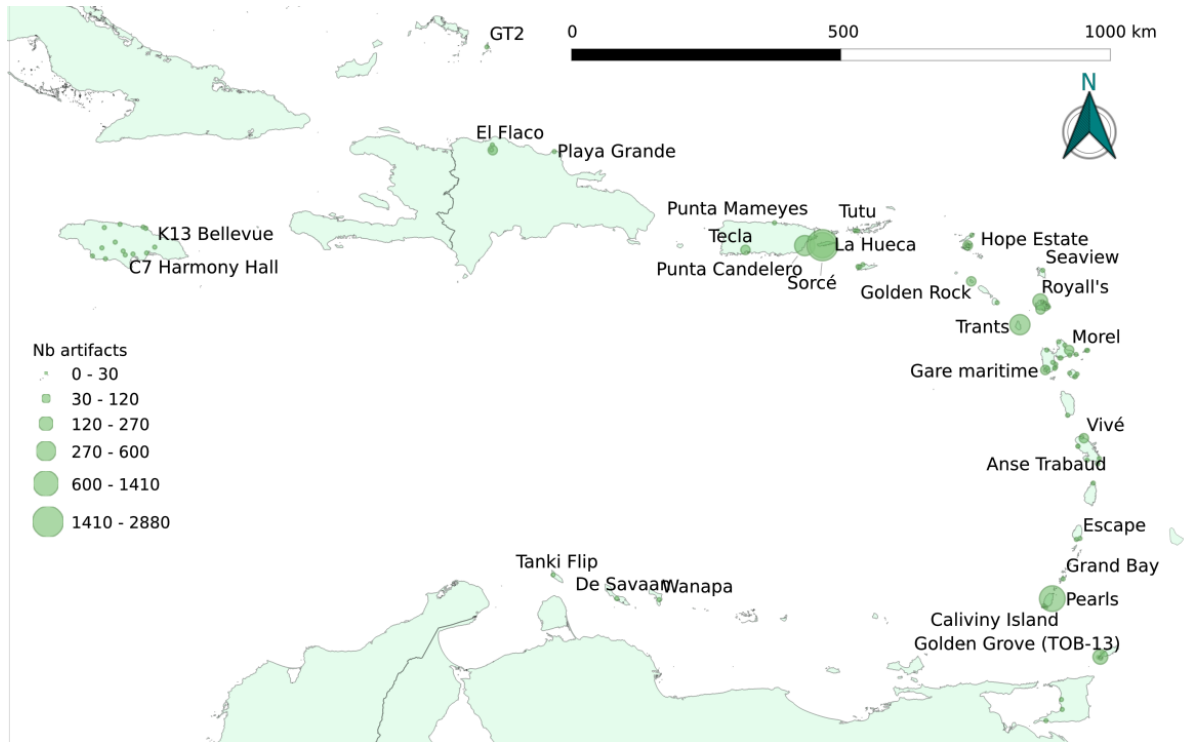 GT2
0
500
1000 km
N
El Flaco
Playa Grande
Punta Mameyes
Tutu
K13 Bellevue
Tecla
La Hueca
Hope Estate
C7 Harmony Hall
Punta Candelero
Seaview
Sorcé
Golden Rock
Royall's
Trants
Morel
Nb artifacts
0 - 30
30 - 120
120 - 270
270 - 600
600 - 1410
1410 - 2880
Gare maritime
Vivé
Anse Trabaud
Escape
Tanki Flip
Grand Bay
De Savaan
Wanapa
Pearls
Caliviny Island
Golden Grove (TOB-13)